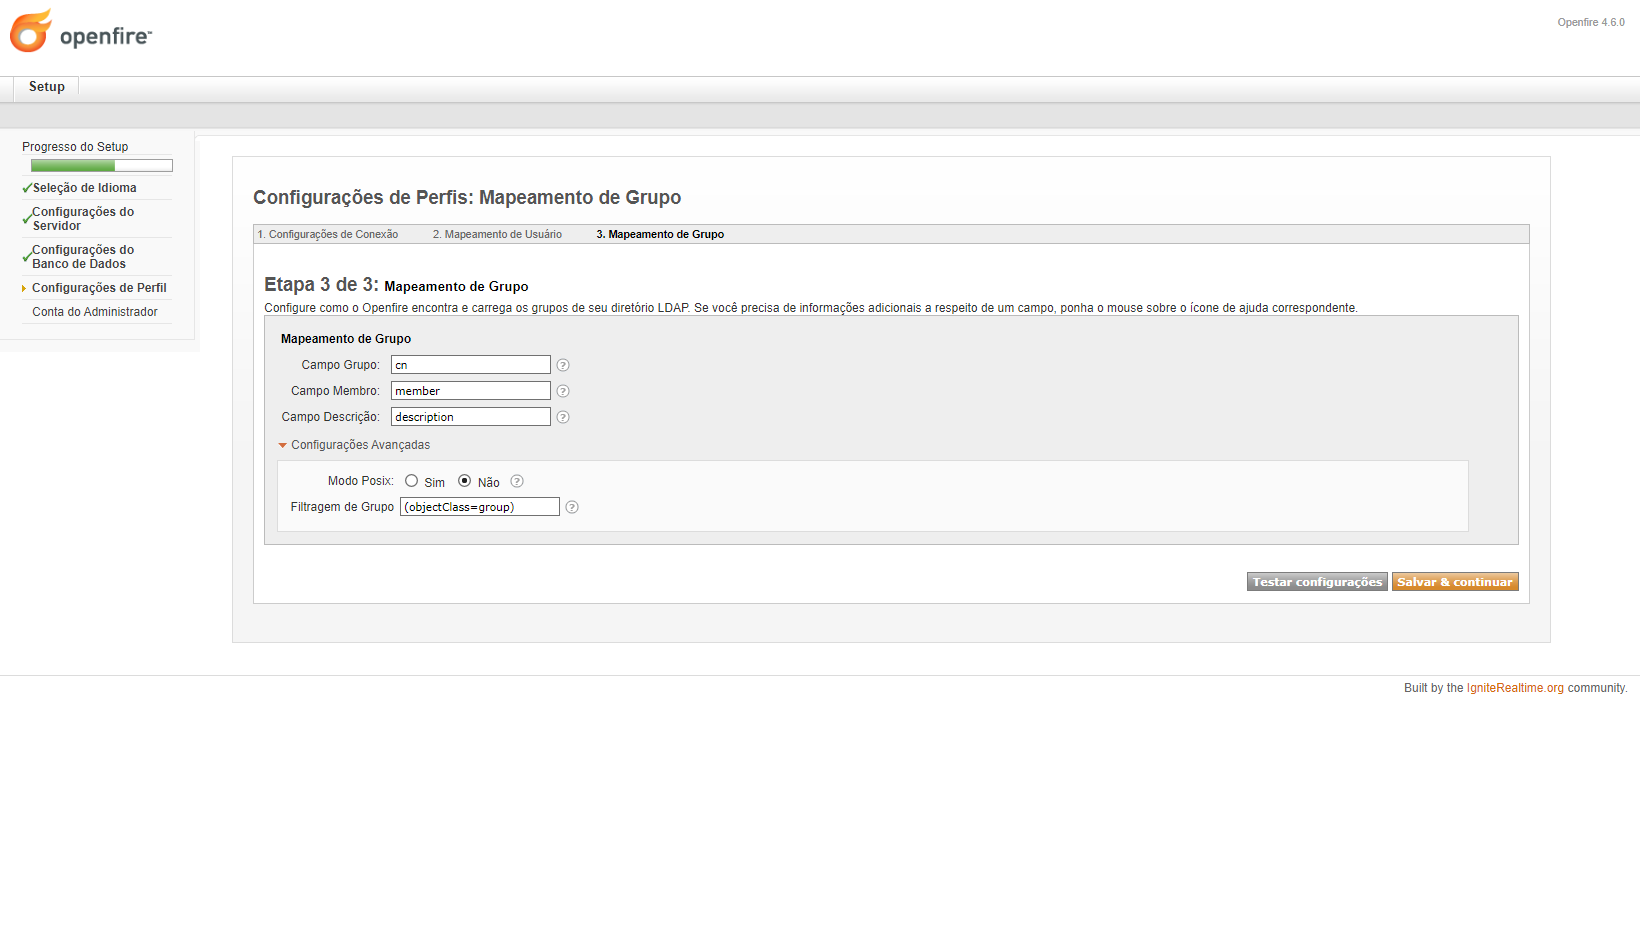 openfire™
Openfire 4.6.0
Setup
Progresso do Setup
Seleção de Idioma
Configurações do
Servidor
Configurações do
Banco de Dados
Configurações de Perfil
Conta do Administrador
Configurações de Perfis: Mapeamento de Grupo
1. Configurações de Conexão 2. Mapeamento de Usuário 3. Mapeamento de Grupo
Etapa 3 de 3: Mapeamento de Grupo
Configure como o Openfire encontra e carrega os grupos de seu diretório LDAP. Se você precisa de informações adicionais a respeito de um campo, ponha o mouse sobre o ícone de ajuda correspondente.
Mapeamento de Grupo
Campo Grupo: cn ?
Campo Membro: member ?
Campo Descrição: description ?
Configurações Avançadas
Modo Posix: Sim Não ?
Filtragem de Grupo (objectClass=group) ?
Testar configurações Salvar & continuar
Built by the IgniteRealtime.org community.